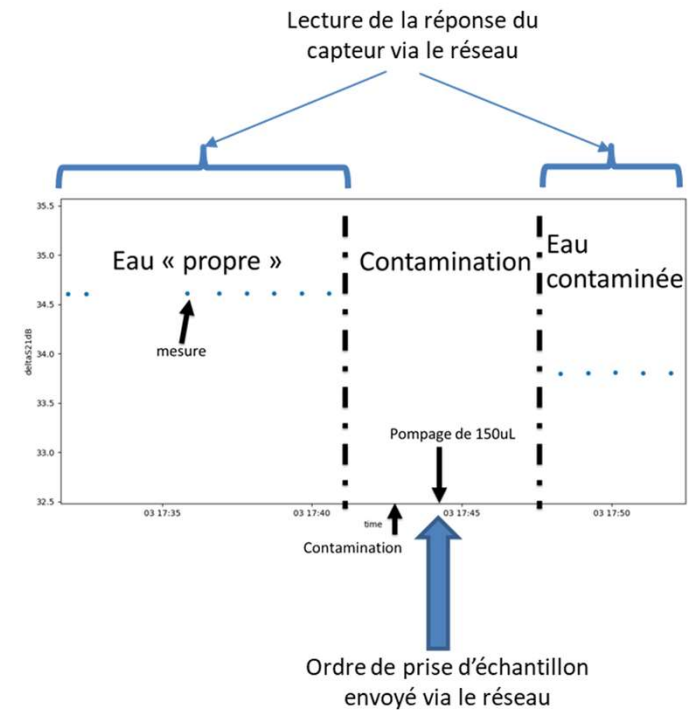 Lecture de la réponse du
capteur via le réseau
35.5
35.0
34.5
34.0
33.5
33.0
32.5
deltaS21dB
Eau « propre »
Contamination
Eau
contaminée
mesure
Pompage de 150uL
03 17:35
03 17:40
03 17:45
03 17:50
time
Contamination
Ordre de prise d’échantillon
envoyé via le réseau